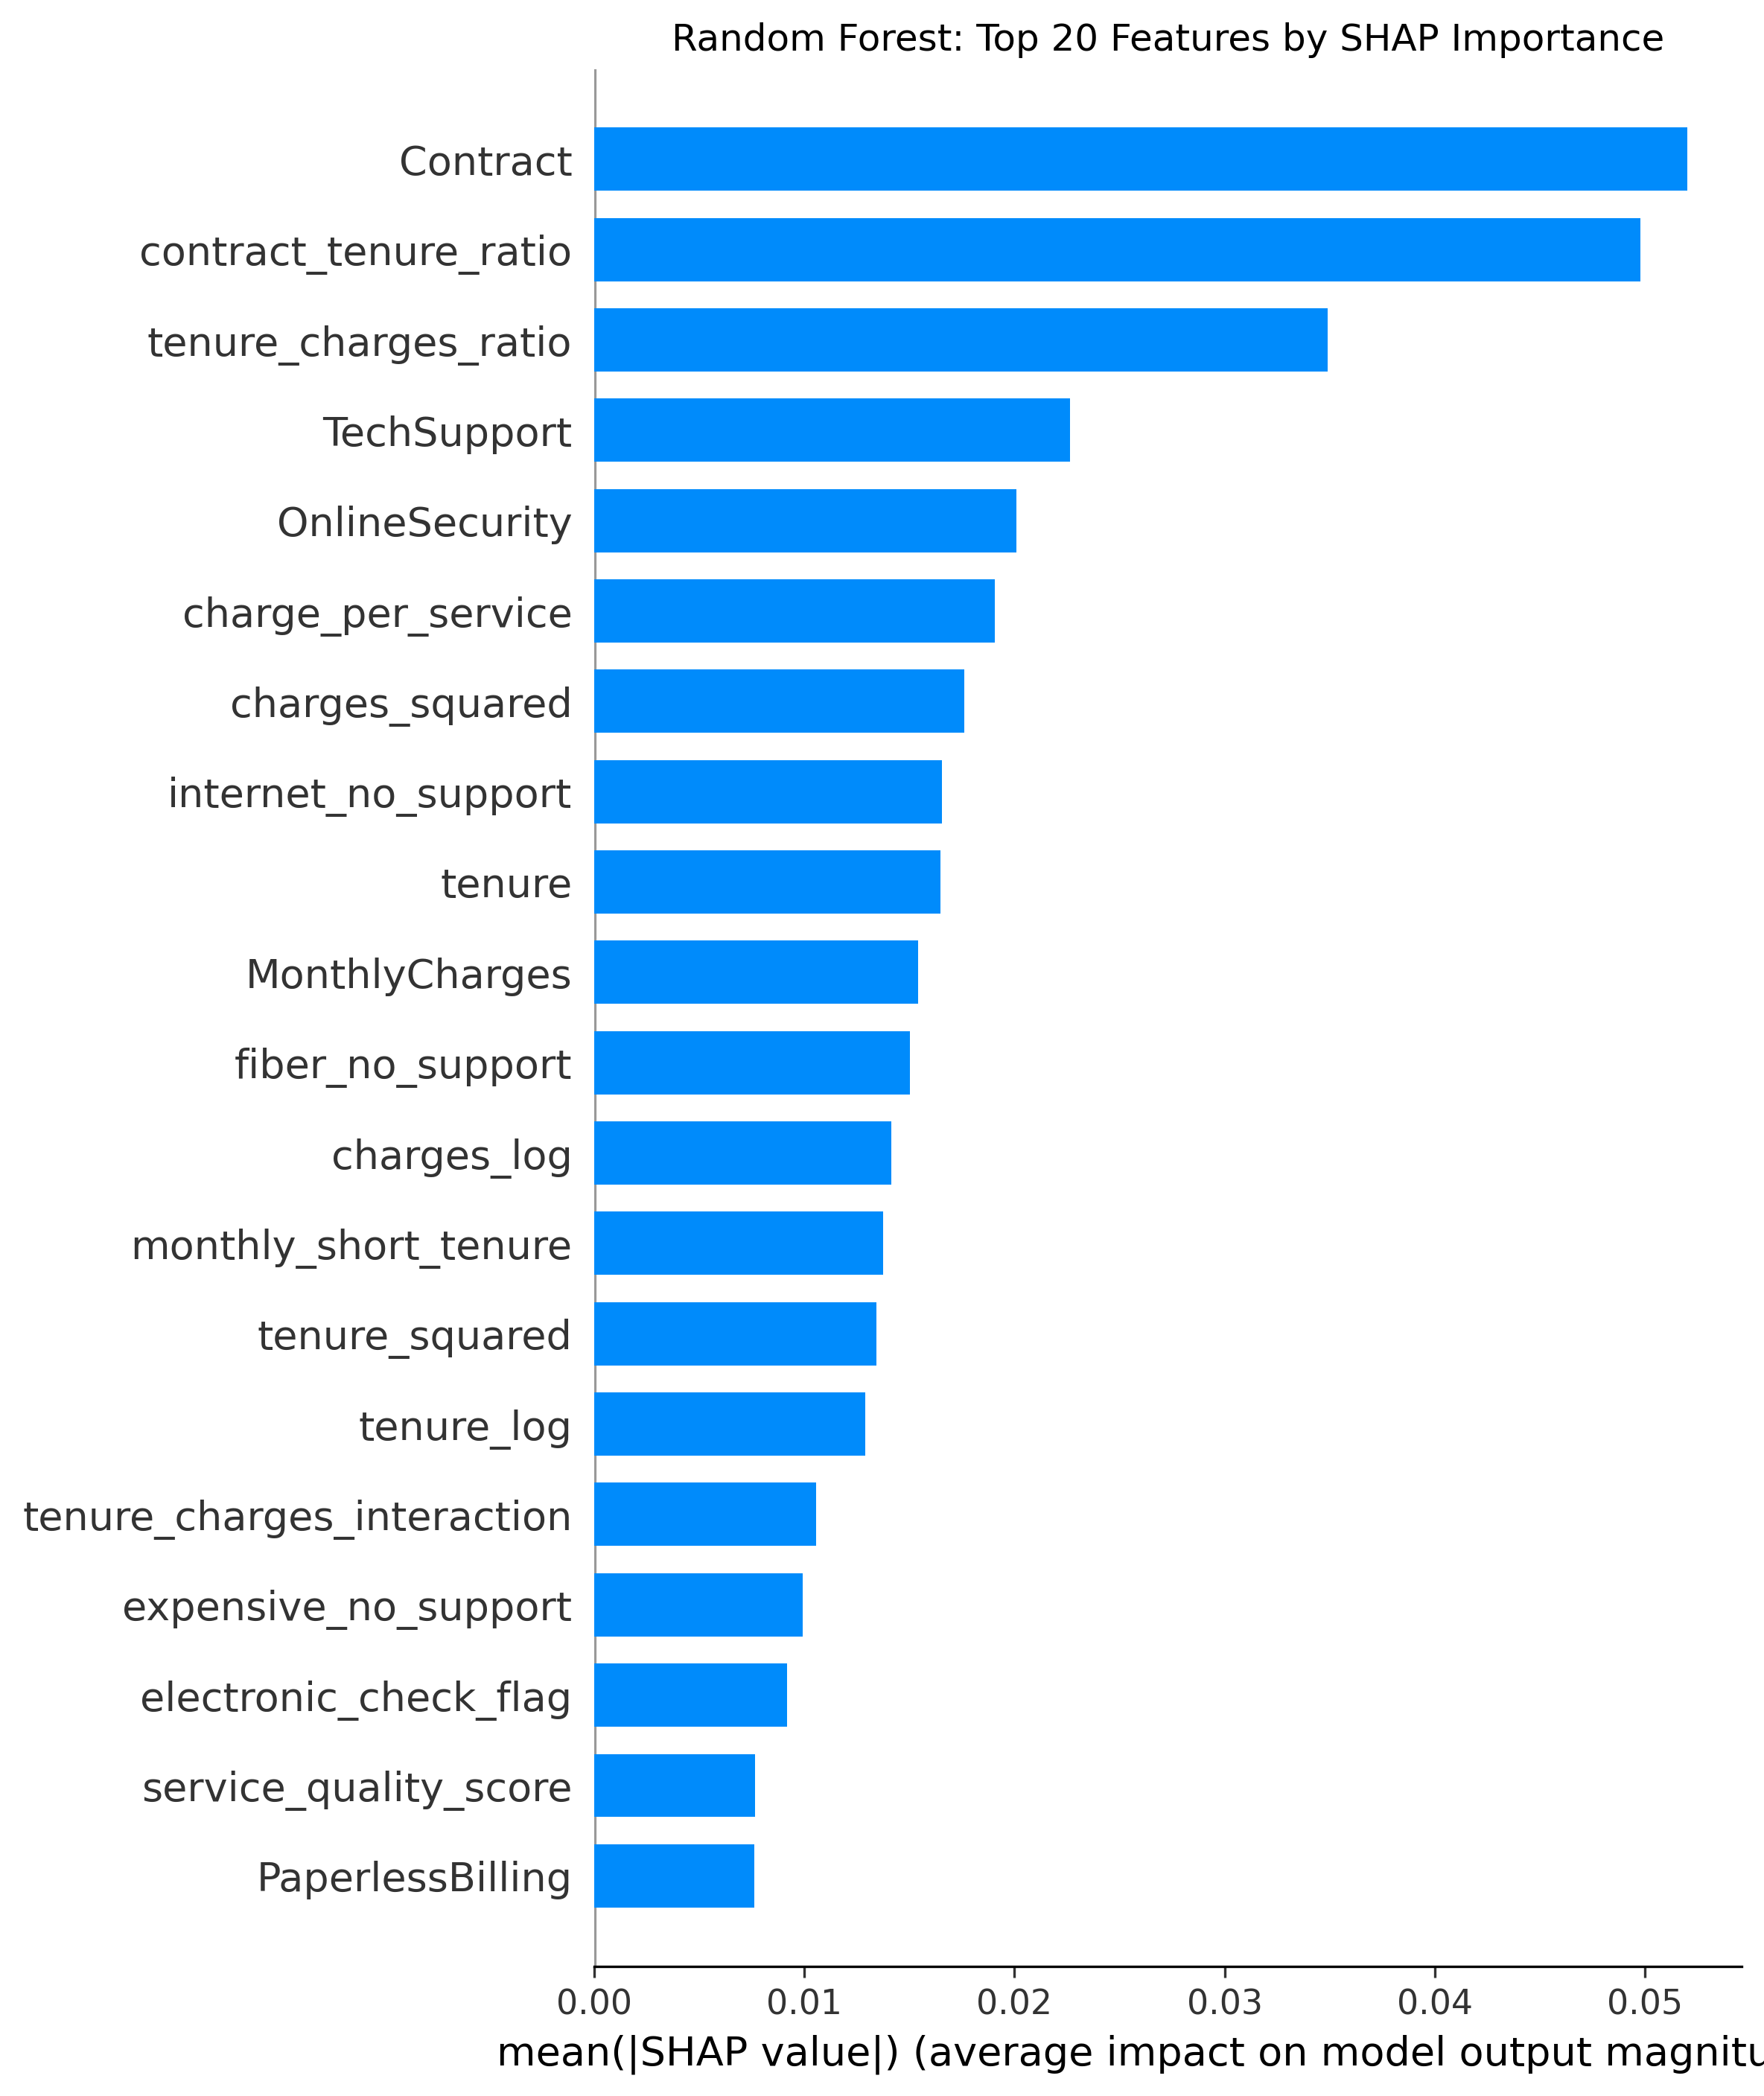 Random Forest: Top 20 Features by SHAP Importance
Contract
contract_tenure_ratio
tenure_charges_ratio
TechSupport
OnlineSecurity
charge_per_service
charges_squared
internet_no_support
tenure
MonthlyCharges
fiber_no_support
charges_log
monthly_short_tenure
tenure_squared
tenure_log
tenure_charges_interaction
expensive_no_support
electronic_check_flag
service_quality_score
PaperlessBilling
0.00 0.01 0.02 0.03 0.04 0.05
mean(|SHAP value|) (average impact on model output magnitu